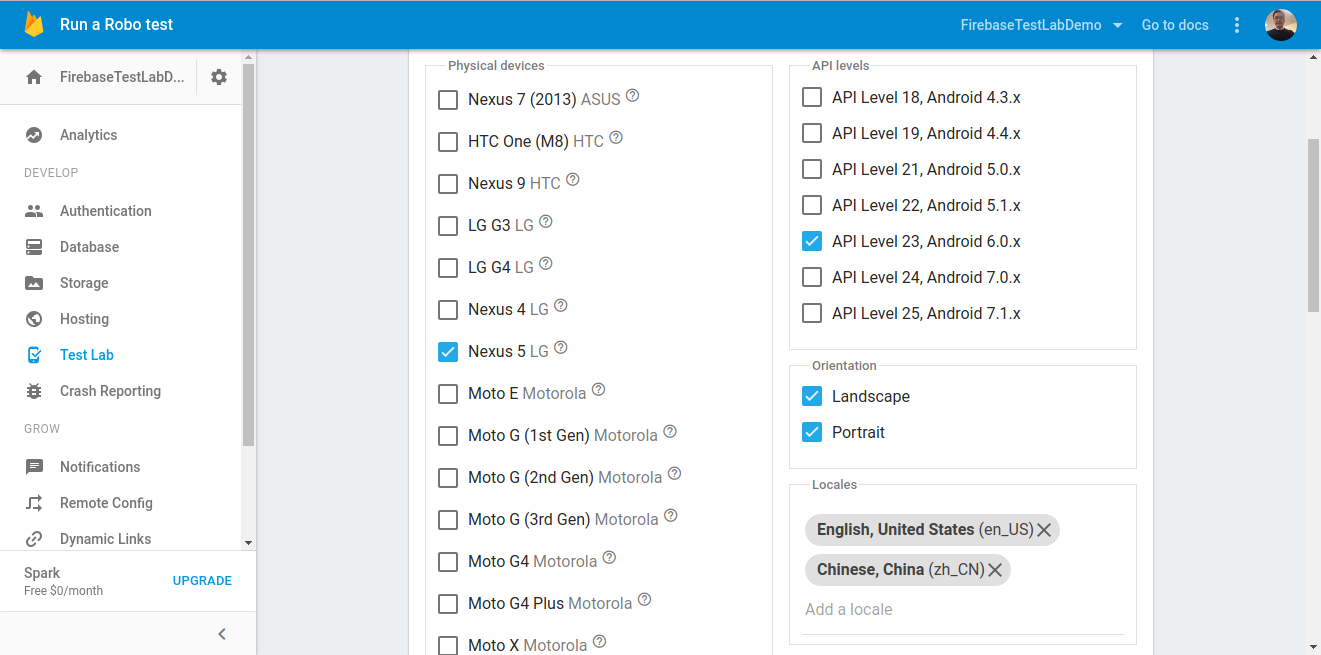 Run a Robo test
FirebaseTestLabDemo
Go to docs
FirebaseTestLabD...
Analytics
DEVELOP
Authentication
Database
Storage
Hosting
Test Lab
Crash Reporting
GROW
Notifications
Remote Config
Dynamic Links
Spark
Free $0/month
UPGRADE
Physical devices
Nexus 7 (2013) ASUS
HTC One (M8) HTC
Nexus 9 HTC
LG G3 LG
LG G4 LG
Nexus 4 LG
Nexus 5 LG
Moto E Motorola
Moto G (1st Gen) Motorola
Moto G (2nd Gen) Motorola
Moto G (3rd Gen) Motorola
Moto G4 Motorola
Moto G4 Plus Motorola
Moto X Motorola
API levels
API Level 18, Android 4.3.x
API Level 19, Android 4.4.x
API Level 21, Android 5.0.x
API Level 22, Android 5.1.x
API Level 23, Android 6.0.x
API Level 24, Android 7.0.x
API Level 25, Android 7.1.x
Orientation
Landscape
Portrait
Locales
English, United States (en_US)
Chinese, China (zh_CN)
Add a locale